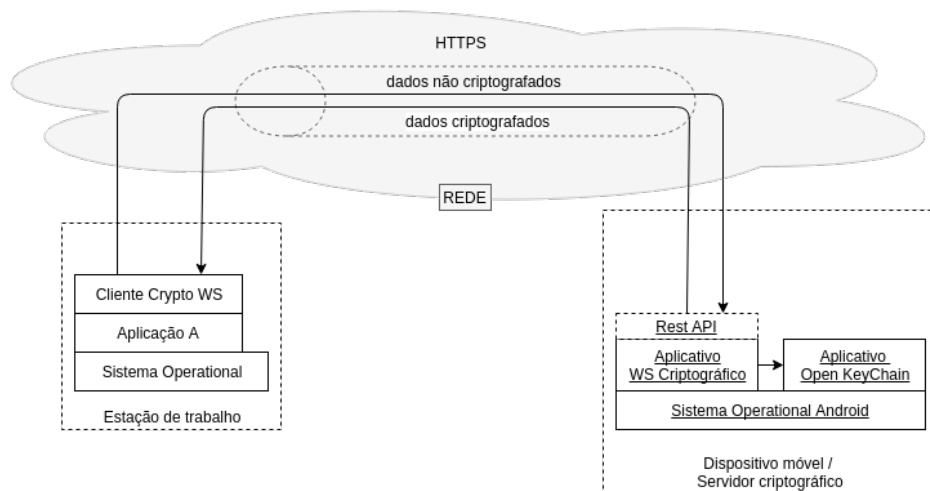 HTTPS
dados não criptografados
dados criptografados
REDE
Cliente Crypto WS
Aplicação A
Sistema Operational
Estação de trabalho
Rest API
Aplicativo
WS Criptográfico
Aplicativo
Open KeyChain
Sistema Operational Android
Dispositivo móvel /
Servidor criptográfico